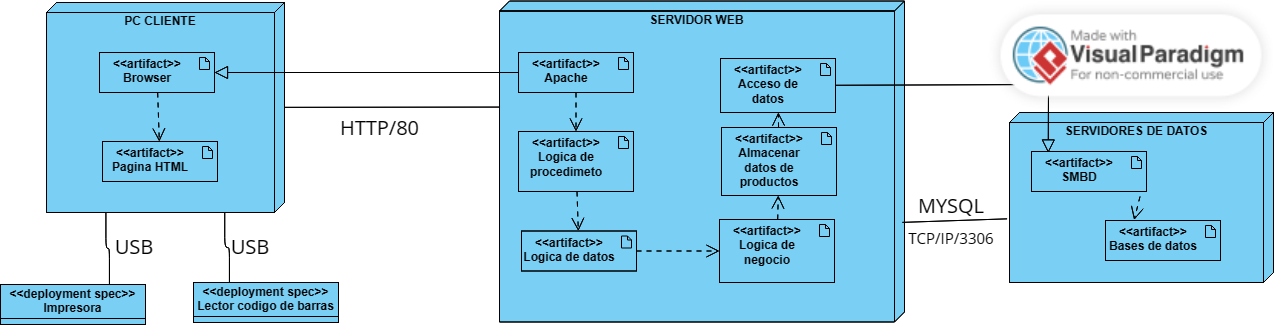 PC CLIENTE
<<artifact>>
Browser
<<artifact>>
Pagina HTML
HTTP/80
USB
USB
<<deployment spec>>
Impresora
<<deployment spec>>
Lector codigo de barras
SERVIDOR WEB
<<artifact>>
Apache
<<artifact>>
Logica de
procedimeto
<<artifact>>
Logica de datos
<<artifact>>
Acceso de
datos
<<artifact>>
Almacenar
datos de
productos
<<artifact>>
Logica de
negocio
MYSQL
TCP/IP/3306
Made with
Visual Paradigm
For non-commercial use
SERVIDORES DE DATOS
<<artifact>>
SMBD
<<artifact>>
Bases de datos